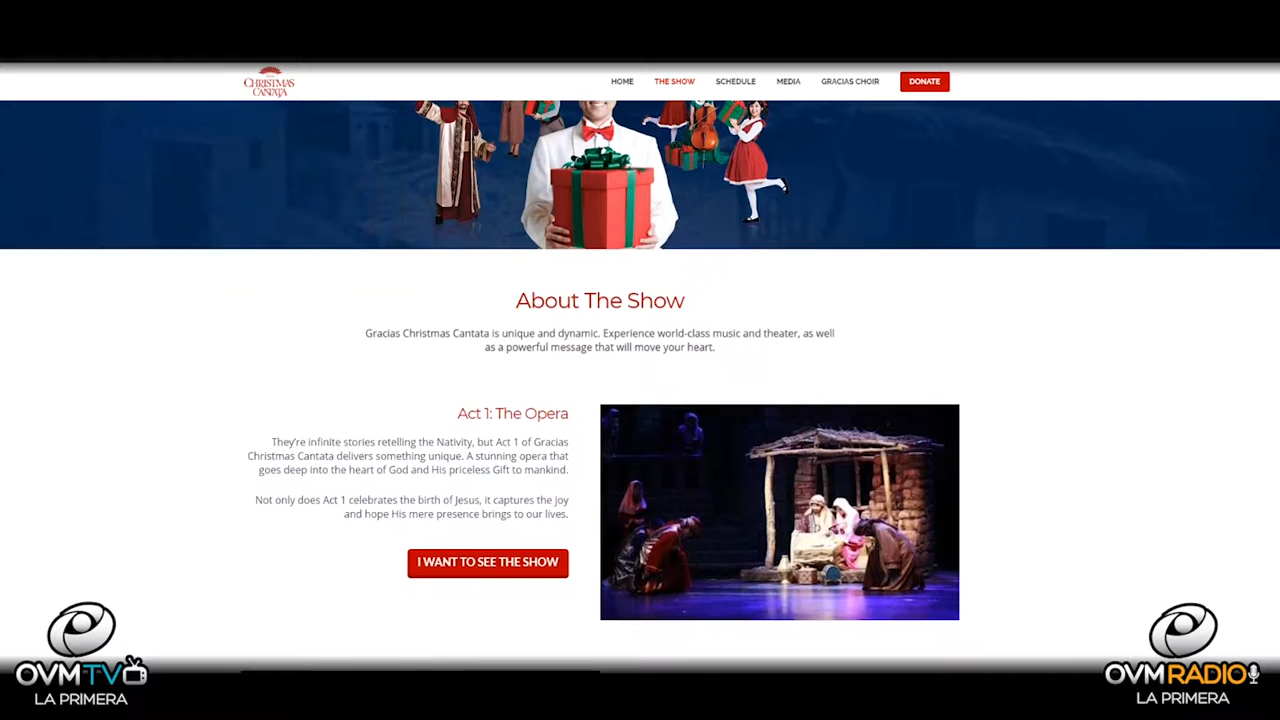 CHRISTMAS
CANTATA
HOME
THE SHOW
SCHEDULE
MEDIA
GRACIAS CHOIR
DONATE
About The Show
Gracias Christmas Cantata is unique and dynamic. Experience world-class music and theater, as well
as a powerful message that will move your heart.
Act 1: The Opera
They're infinite stories retelling the Nativity, but Act 1 of Gracias
Christmas Cantata delivers something unique. A stunning opera that
goes deep into the heart of God and His priceless Gift to mankind.
Not only does Act 1 celebrates the birth of Jesus, it captures the joy
and hope His mere presence brings to our lives.
I WANT TO SEE THE SHOW
OVMTV
LA PRIMERA
OVMRADIO
LA PRIMERA